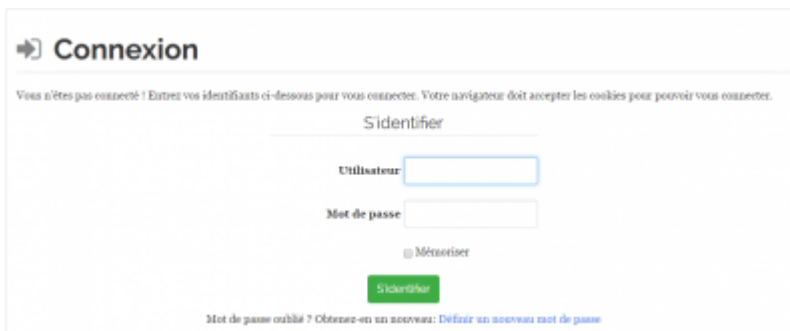 Connexion
Vous n'êtes pas connecté ! Entrez vos identifiants ci-dessous pour vous connecter. Votre navigateur doit accepter les cookies pour pouvoir vous connecter.
S'identifier
Utilisateur
Mot de passe
Mémoriser
S'identifier
Mot de passe oublié ? Obtenez-en un nouveau: Définir un nouveau mot de passe